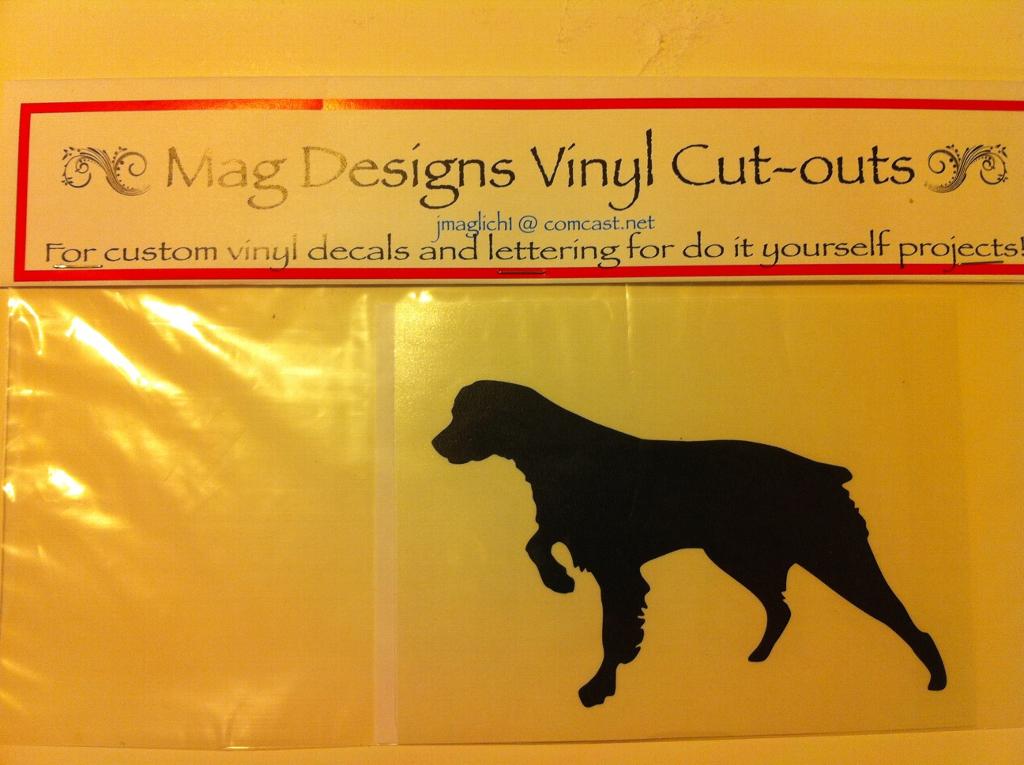 Mag Designs Vinyl Cut-outs
jmaglich1 @ comcast.net
For custom vinyl decals and lettering for do it yourself projects!